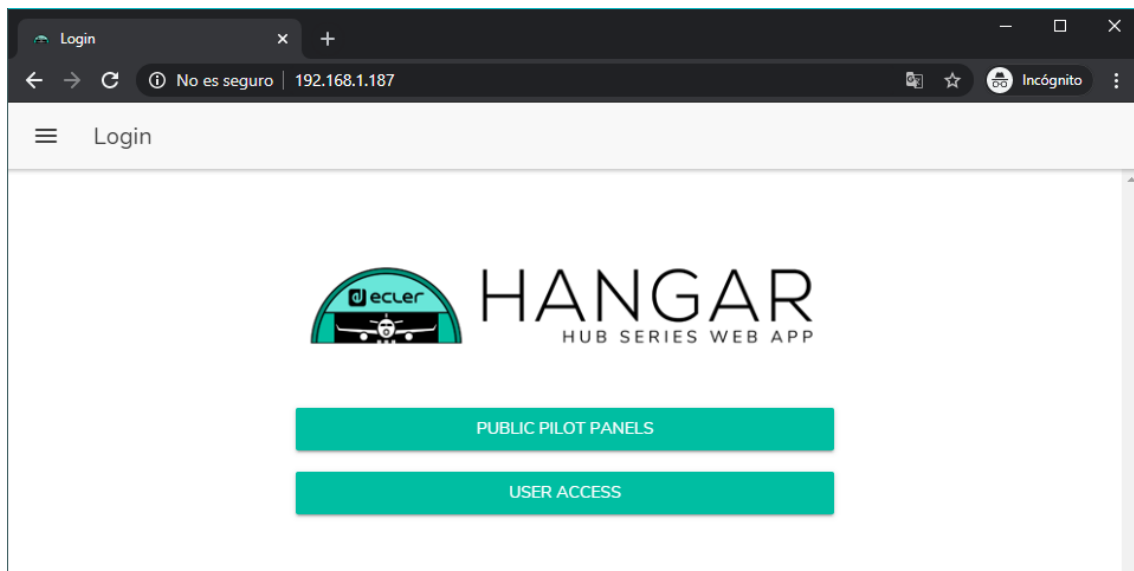 Login
No es seguro | 192.168.1.187
Incógnito
Login
ecler
HANGAR
HUB SERIES WEB APP
PUBLIC PILOT PANELS
USER ACCESS